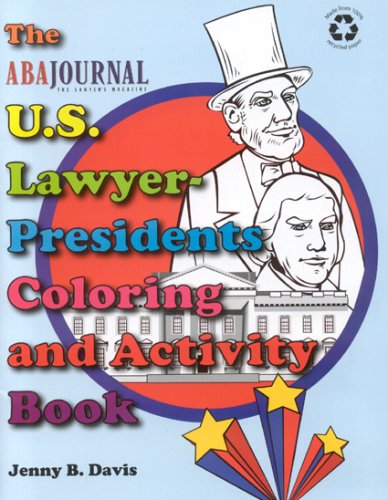 The
Made from 100%
recycled paper
ABAJOURNAL
THE LAWYER'S MAGAZINE
U.S.
Lawyer-
Presidents
Coloring
and Activity
Book
Jenny B. Davis